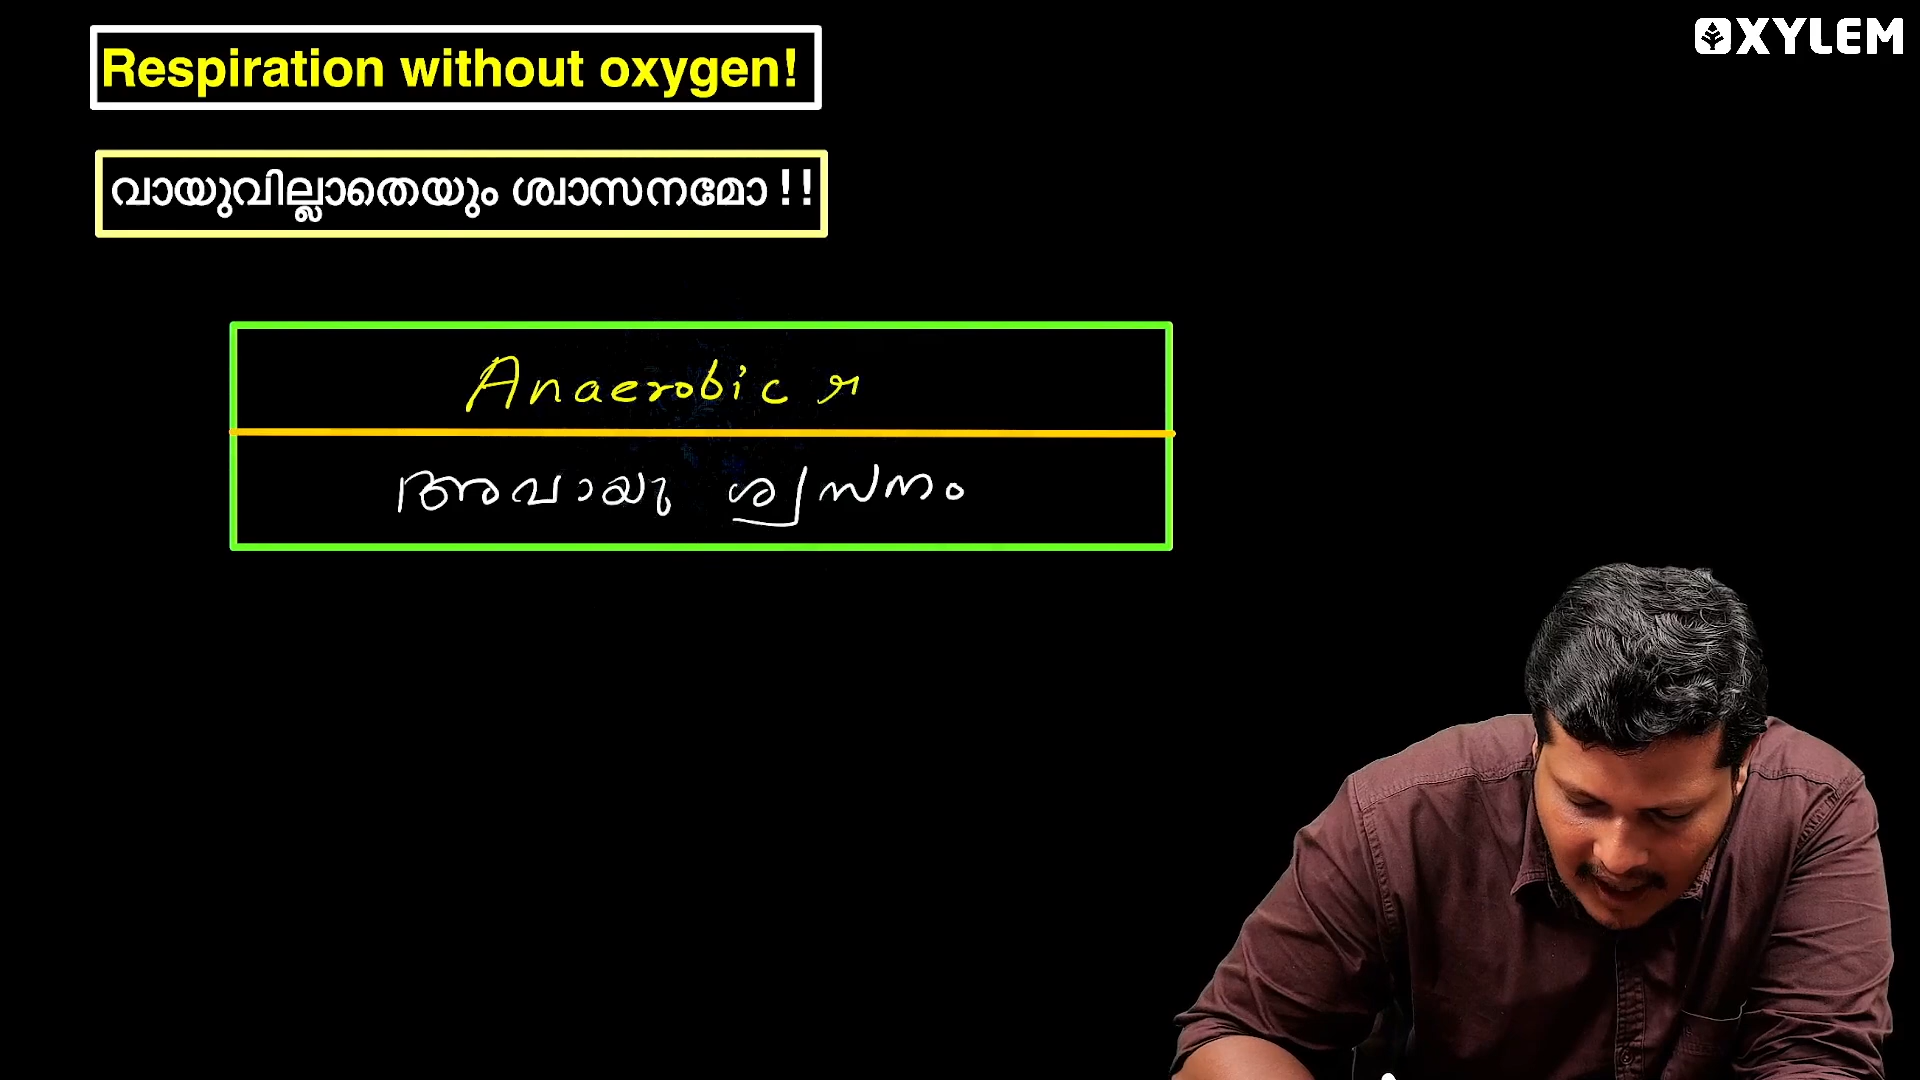 OXYLEM
Respiration without oxygen!
വായുവില്ലാതെയും ശ്വാസനമോ !!
Anaerobic r
അവായു ശ്വസനം